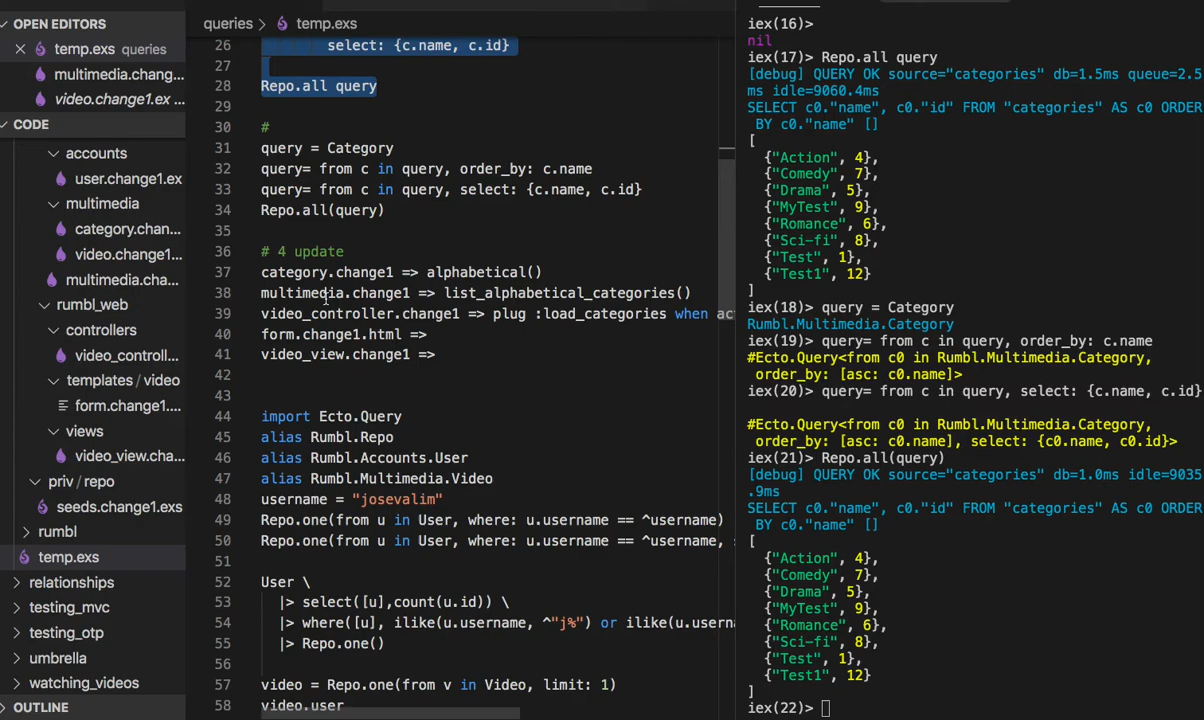 OPEN EDITORS
temp.exs queries
multimedia.chang...
video.change1.ex ...
CODE
accounts
user.change1.ex
multimedia
category.chan...
video.change1...
multimedia.cha...
rumbl_web
controllers
video_controll...
templates / video
form.change1....
views
video_view.cha...
priv / repo
seeds.change1.exs
rumbl
temp.exs
relationships
testing_mvc
testing_otp
umbrella
watching_videos
OUTLINE
queries > temp.exs
26 select: {c.name, c.id}
27
28 Repo.all query
29
30 #
31 query = Category
32 query= from c in query, order_by: c.name
33 query= from c in query, select: {c.name, c.id}
34 Repo.all(query)
35
36 # 4 update
37 category.change1 => alphabetical()
38 multimedia.change1 => list_alphabetical_categories()
39 video_controller.change1 => plug :load_categories when ac
40 form.change1.html =>
41 video_view.change1 =>
42
43
44 import Ecto.Query
45 alias Rumbl.Repo
46 alias Rumbl.Accounts.User
47 alias Rumbl.Multimedia.Video
48 username = "josevalim"
49 Repo.one(from u in User, where: u.username == ^username)
50 Repo.one(from u in User, where: u.username == ^username,
51
52 User \
53 |> select([u],count(u.id)) \
54 |> where([u], ilike(u.username, ^"j%") or ilike(u.userna
55 |> Repo.one()
56
57 video = Repo.one(from v in Video, limit: 1)
58 video.user
iex(16)>
nil
iex(17)> Repo.all query
[debug] QUERY OK source="categories" db=1.5ms queue=2.5
ms idle=9060.4ms
SELECT c0."name", c0."id" FROM "categories" AS c0 ORDER
BY c0."name" []
[
{"Action", 4},
{"Comedy", 7},
{"Drama", 5},
{"MyTest", 9},
{"Romance", 6},
{"Sci-fi", 8},
{"Test", 1},
{"Test1", 12}
]
iex(18)> query = Category
Rumbl.Multimedia.Category
iex(19)> query= from c in query, order_by: c.name
#Ecto.Query<from c0 in Rumbl.Multimedia.Category,
order_by: [asc: c0.name]>
iex(20)> query= from c in query, select: {c.name, c.id}
#Ecto.Query<from c0 in Rumbl.Multimedia.Category,
order_by: [asc: c0.name], select: {c0.name, c0.id}>
iex(21)> Repo.all(query)
[debug] QUERY OK source="categories" db=1.0ms idle=9035
.9ms
SELECT c0."name", c0."id" FROM "categories" AS c0 ORDER
BY c0."name" []
[
{"Action", 4},
{"Comedy", 7},
{"Drama", 5},
{"MyTest", 9},
{"Romance", 6},
{"Sci-fi", 8},
{"Test", 1},
{"Test1", 12}
]
iex(22)>